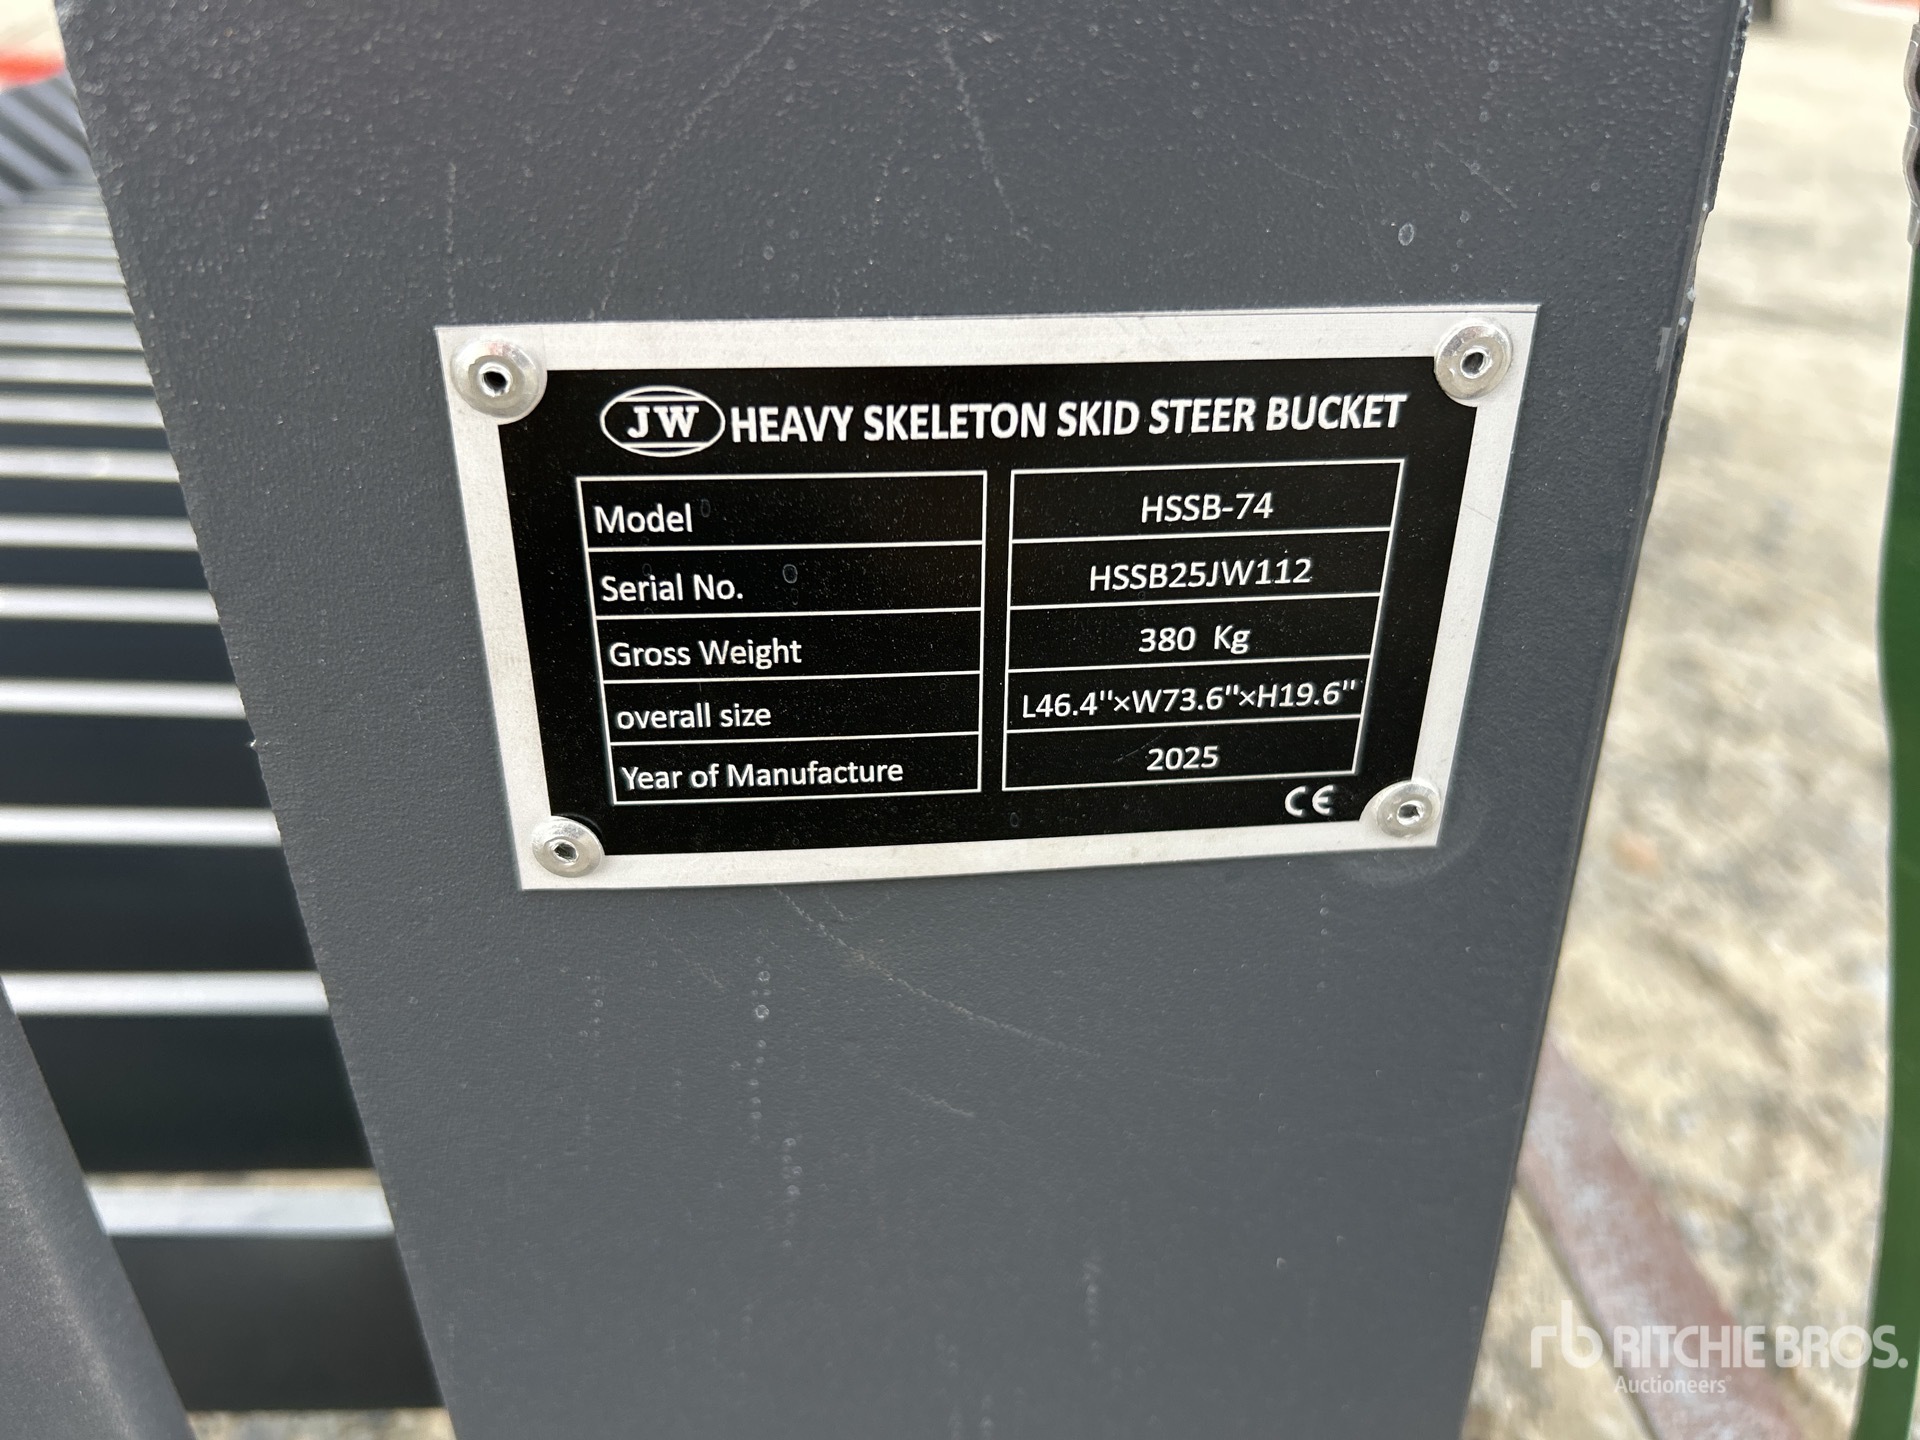 JW HEAVY SKELETON SKID STEER BUCKET
Model HSSB-74
Serial No. HSSB25JW112
Gross Weight 380 Kg
overall size L46.4"×W73.6"×H19.6"
Year of Manufacture 2025
CE
rb RITCHIE BROS.
Auctioneers